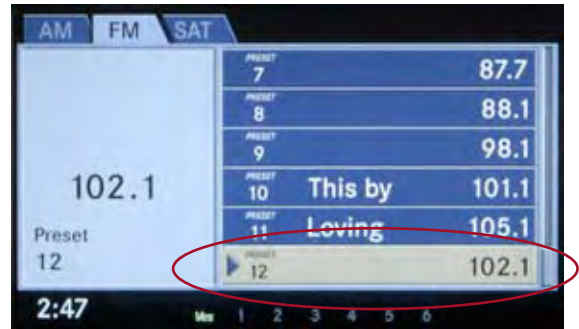 AM FM SAT
PRESET 7 87.7
PRESET 8 88.1
PRESET 9 98.1
PRESET 10 This by 101.1
PRESET 11 Loving 105.1
PRESET 12 102.1
102.1
Preset
12
2:47 1 2 3 4 5 6